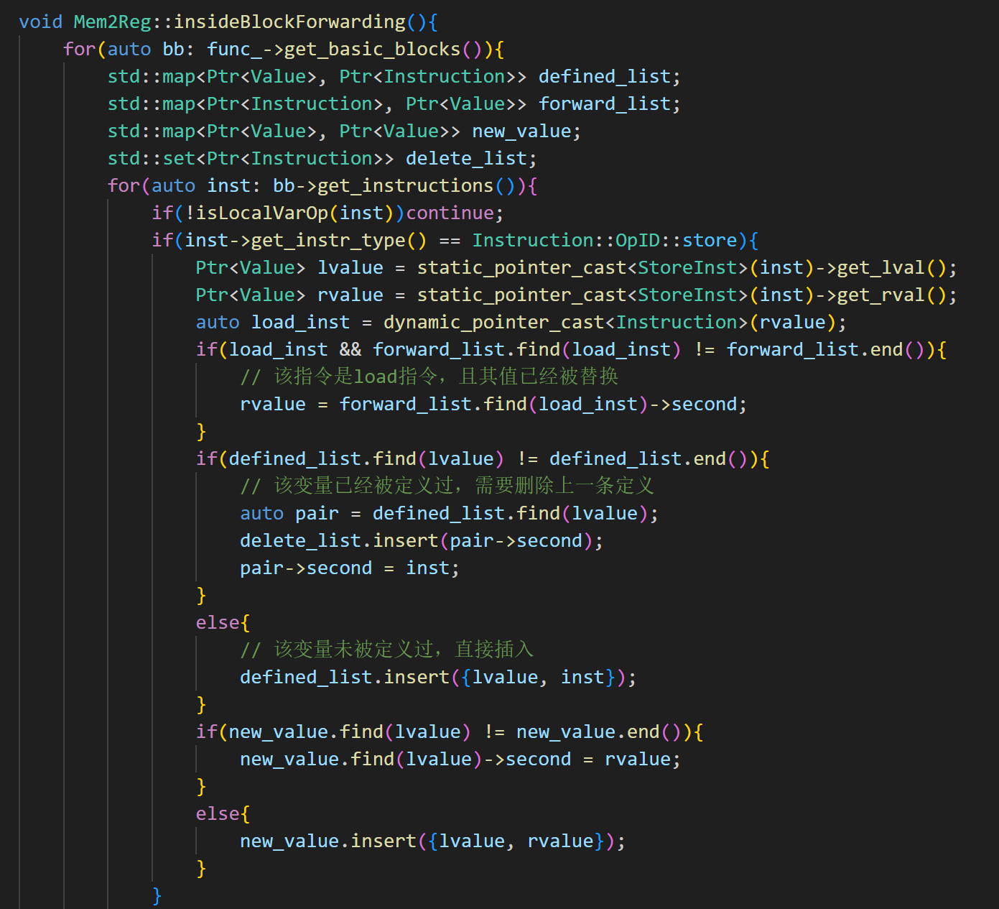 void Mem2Reg::insideBlockForwarding(){
    for(auto bb: func_->get_basic_blocks()){
        std::map<Ptr<Value>, Ptr<Instruction>> defined_list;
        std::map<Ptr<Instruction>, Ptr<Value>> forward_list;
        std::map<Ptr<Value>, Ptr<Value>> new_value;
        std::set<Ptr<Instruction>> delete_list;
        for(auto inst: bb->get_instructions()){
            if(!isLocalVarOp(inst))continue;
            if(inst->get_instr_type() == Instruction::OpID::store){
                Ptr<Value> lvalue = static_pointer_cast<StoreInst>(inst)->get_lval();
                Ptr<Value> rvalue = static_pointer_cast<StoreInst>(inst)->get_rval();
                auto load_inst = dynamic_pointer_cast<Instruction>(rvalue);
                if(load_inst && forward_list.find(load_inst) != forward_list.end()){
                    // 该指令是load指令，且其值已经被替换
                    rvalue = forward_list.find(load_inst)->second;
                }
                if(defined_list.find(lvalue) != defined_list.end()){
                    // 该变量已经被定义过，需要删除上一条定义
                    auto pair = defined_list.find(lvalue);
                    delete_list.insert(pair->second);
                    pair->second = inst;
                }
                else{
                    // 该变量未被定义过，直接插入
                    defined_list.insert({lvalue, inst});
                }
                if(new_value.find(lvalue) != new_value.end()){
                    new_value.find(lvalue)->second = rvalue;
                }
                else{
                    new_value.insert({lvalue, rvalue});
                }
            }